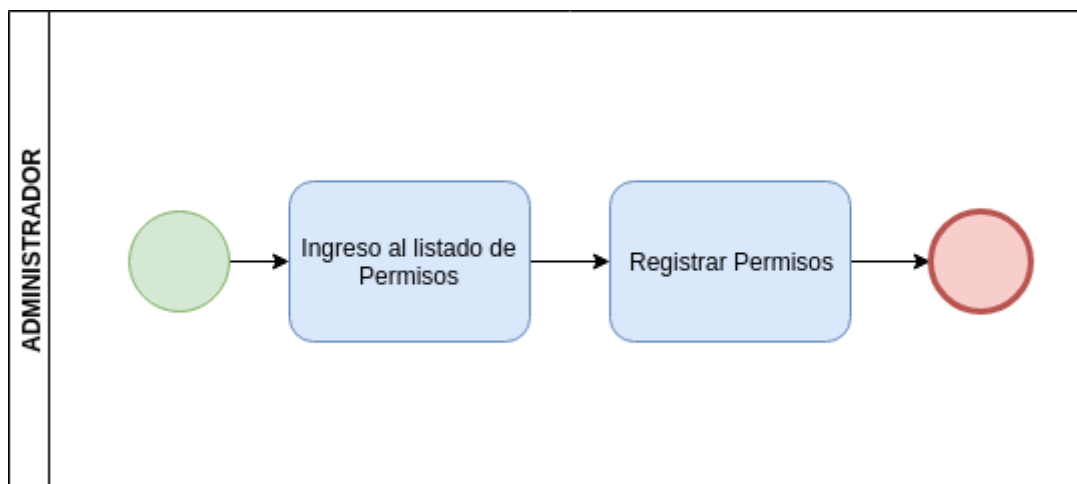 ADMINISTRADOR
Ingreso al listado de
Permisos
Registrar Permisos